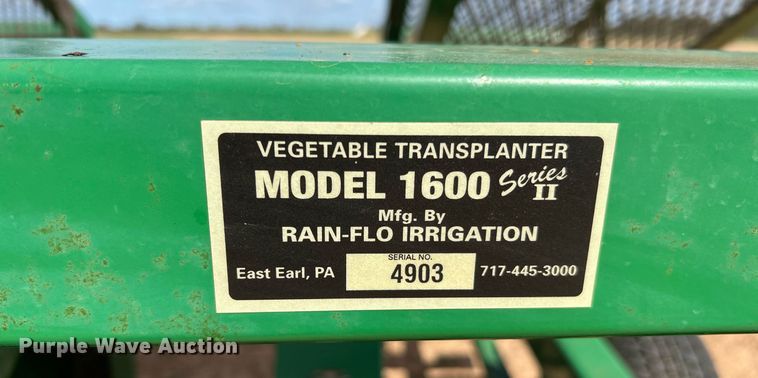 VEGETABLE TRANSPLANTER
MODEL 1600 Series II
Mfg. By
RAIN-FLO IRRIGATION
SERIAL NO.
East Earl, PA 4903 717-445-3000
Purple Wave Auction